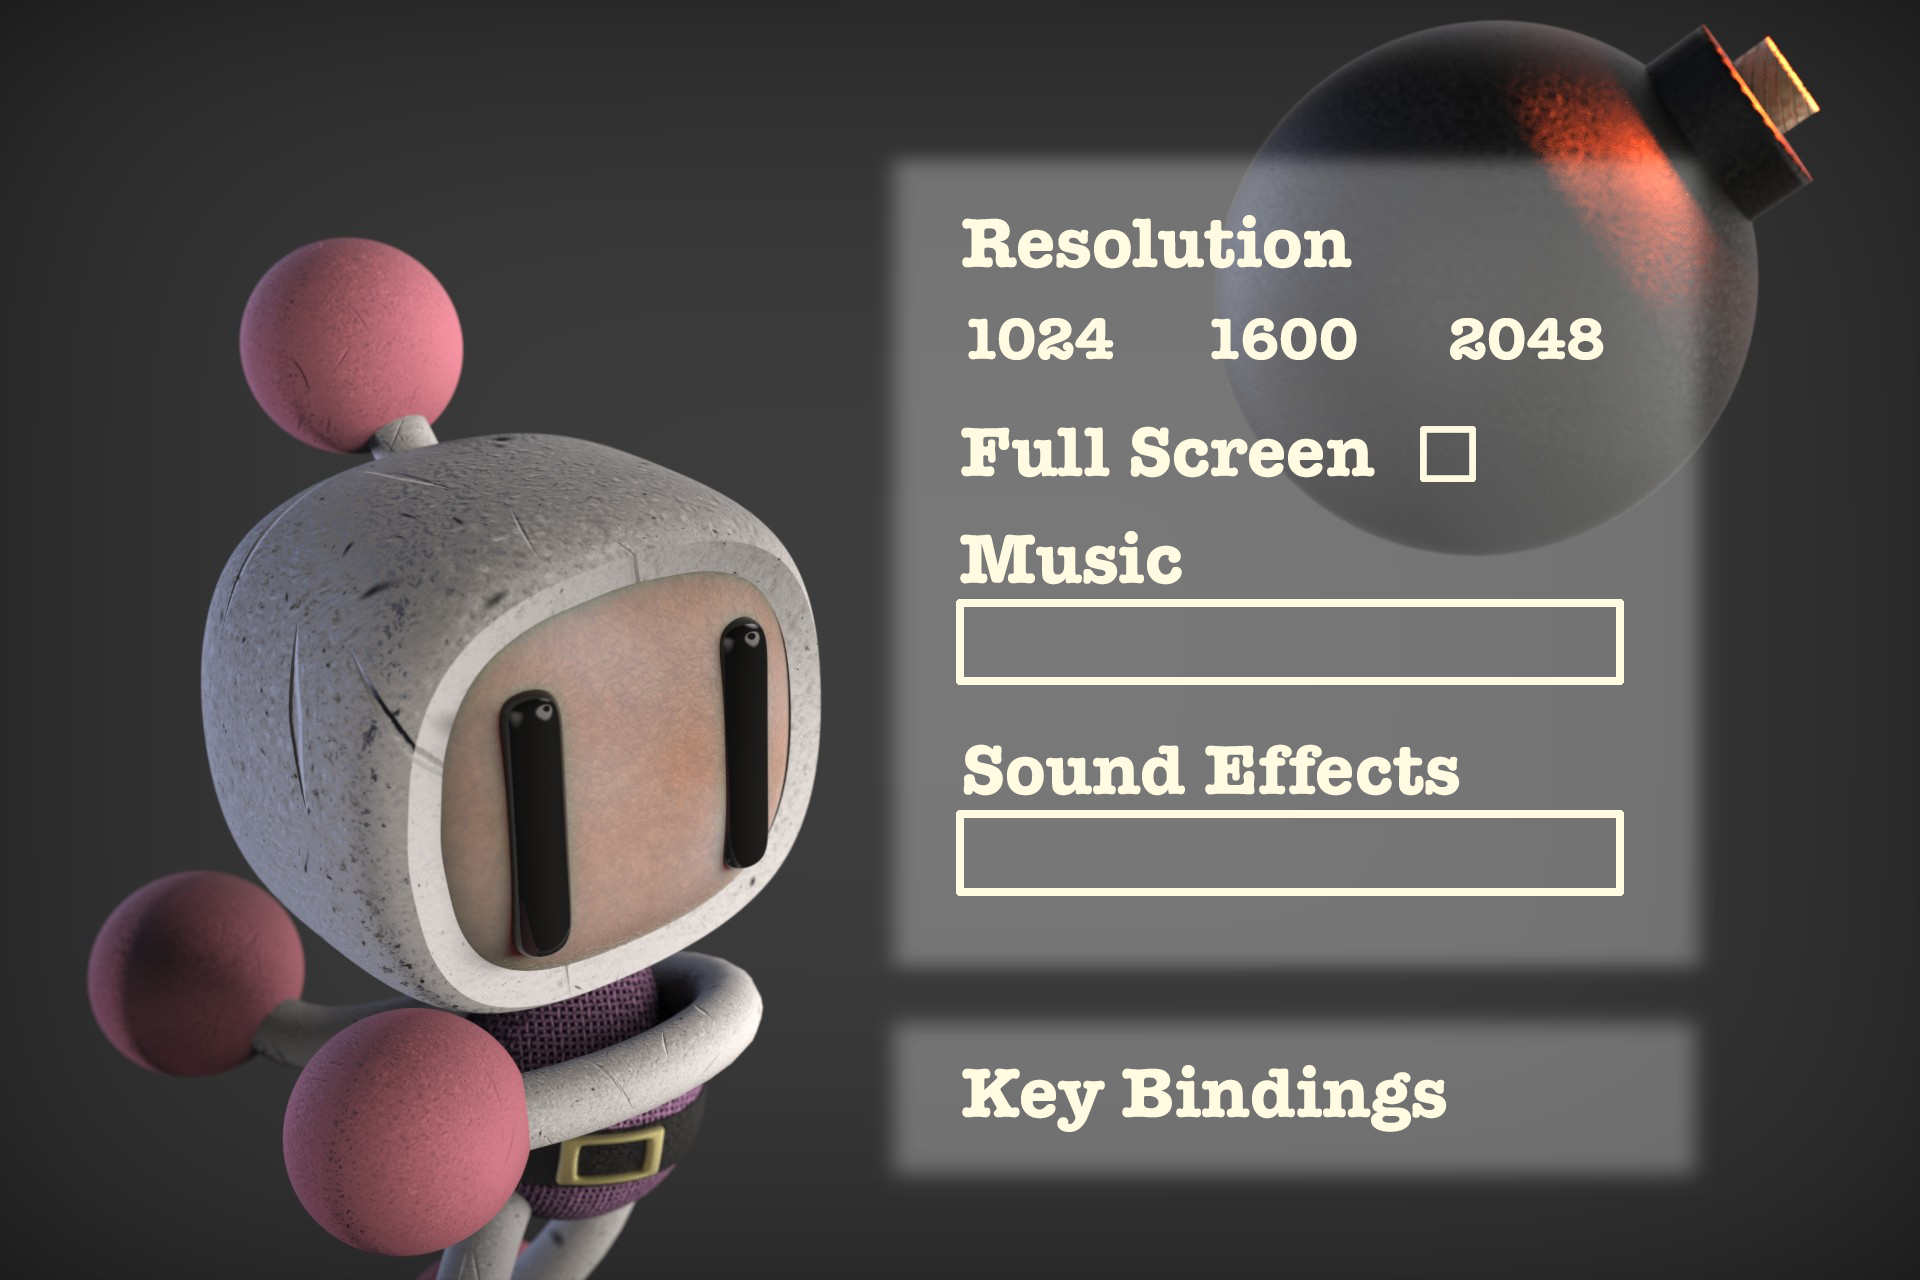 Resolution
1024 1600 2048
Full Screen
Music
Sound Effects
Key Bindings